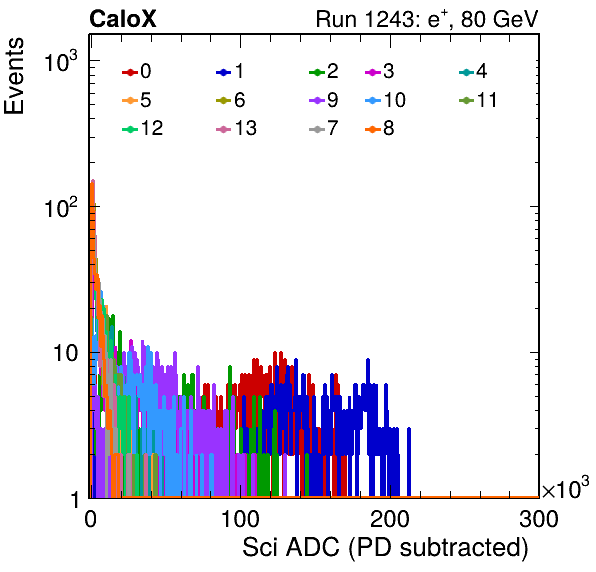 CaloX Run 1243: e+, 80 GeV
Events
10³
10²
10
1
0 1 2 3 4
5 6 9 10 11
12 13 7 8
0 100 200 300
×10³
Sci ADC (PD subtracted)